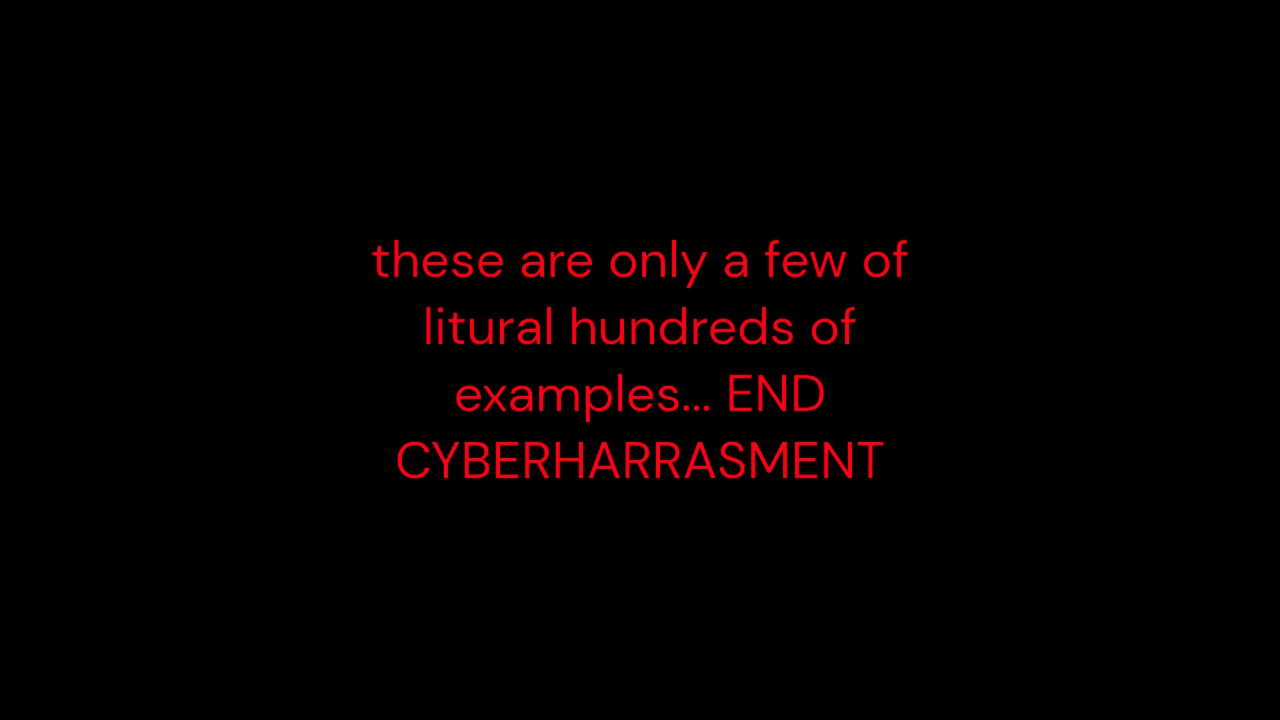 these are only a few of
litural hundreds of
examples... END
CYBERHARRASMENT